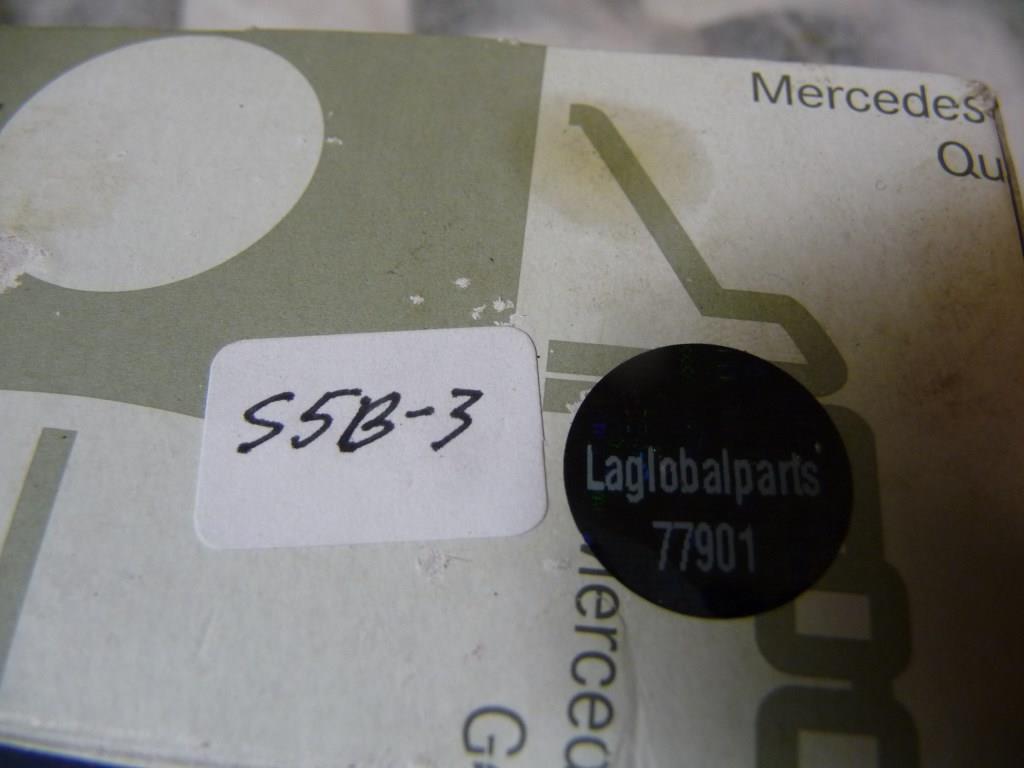 Mercedes-
Qu
S5B-3
Laglobalparts
77901
Merced
G